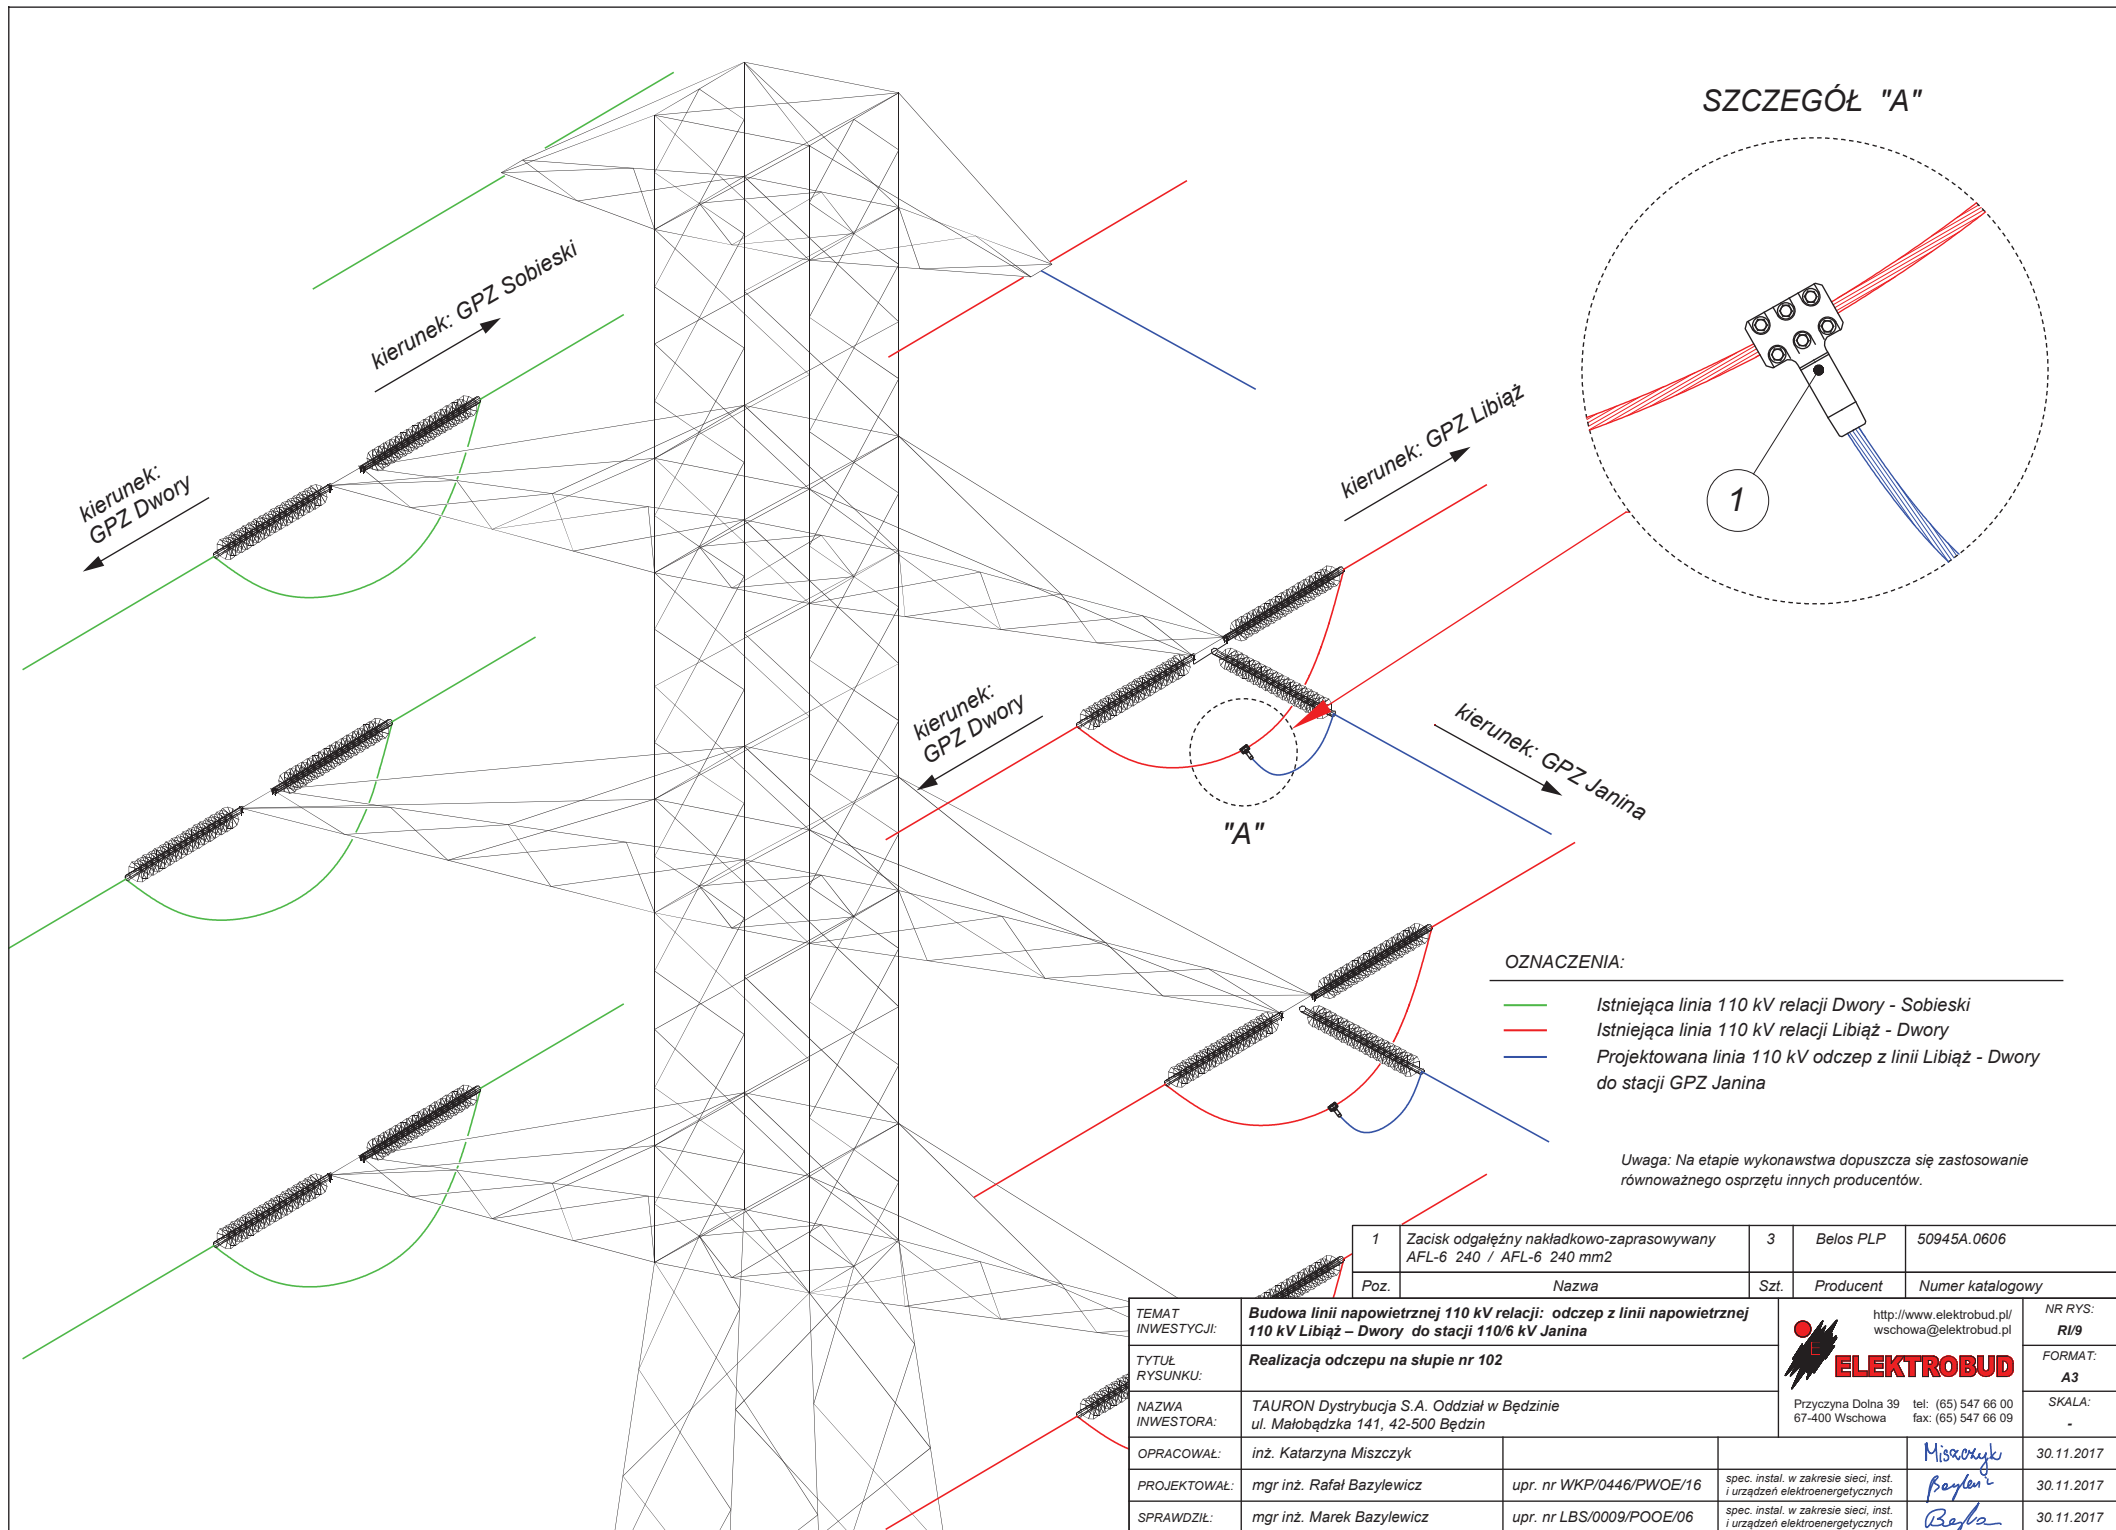 SZCZEGÓŁ "A"
kierunek: GPZ Sobieski
kierunek:
GPZ Dwory
kierunek: GPZ Libiąż
1
kierunek:
GPZ Dwory
kierunek: GPZ Janina
"A"
OZNACZENIA:
Istniejąca linia 110 kV relacji Dwory - Sobieski
Istniejąca linia 110 kV relacji Libiąż - Dwory
Projektowana linia 110 kV odczep z linii Libiąż - Dwory
do stacji GPZ Janina
Uwaga: Na etapie wykonawstwa dopuszcza się zastosowanie
równoważnego osprzętu innych producentów.
1 Zacisk odgałęźny nakładkowo-zaprasowywany 3 Belos PLP 50945A.0606
AFL-6 240 / AFL-6 240 mm2
Poz. Nazwa Szt. Producent Numer katalogowy
TEMAT INWESTYCJI:
Budowa linii napowietrznej 110 kV relacji: odczep z linii napowietrznej
110 kV Libiąż – Dwory do stacji 110/6 kV Janina
http://www.elektrobud.pl/
wschowa@elektrobud.pl
E
ELEKTROBUD
Przyczyna Dolna 39 tel: (65) 547 66 00
67-400 Wschowa fax: (65) 547 66 09
NR RYS:
RI/9
TYTUŁ RYSUNKU:
Realizacja odczepu na słupie nr 102
FORMAT:
A3
NAZWA INWESTORA:
TAURON Dystrybucja S.A. Oddział w Będzinie
ul. Małobądzka 141, 42-500 Będzin
SKALA:
-
OPRACOWAŁ: inż. Katarzyna Miszczyk Miszczyk 30.11.2017
PROJEKTOWAŁ: mgr inż. Rafał Bazylewicz upr. nr WKP/0446/PWOE/16 spec. instal. w zakresie sieci, inst.
i urządzeń elektroenergetycznych 30.11.2017
SPRAWDZIŁ: mgr inż. Marek Bazylewicz upr. nr LBS/0009/POOE/06 spec. instal. w zakresie sieci, inst.
i urządzeń elektroenergetycznych 30.11.2017